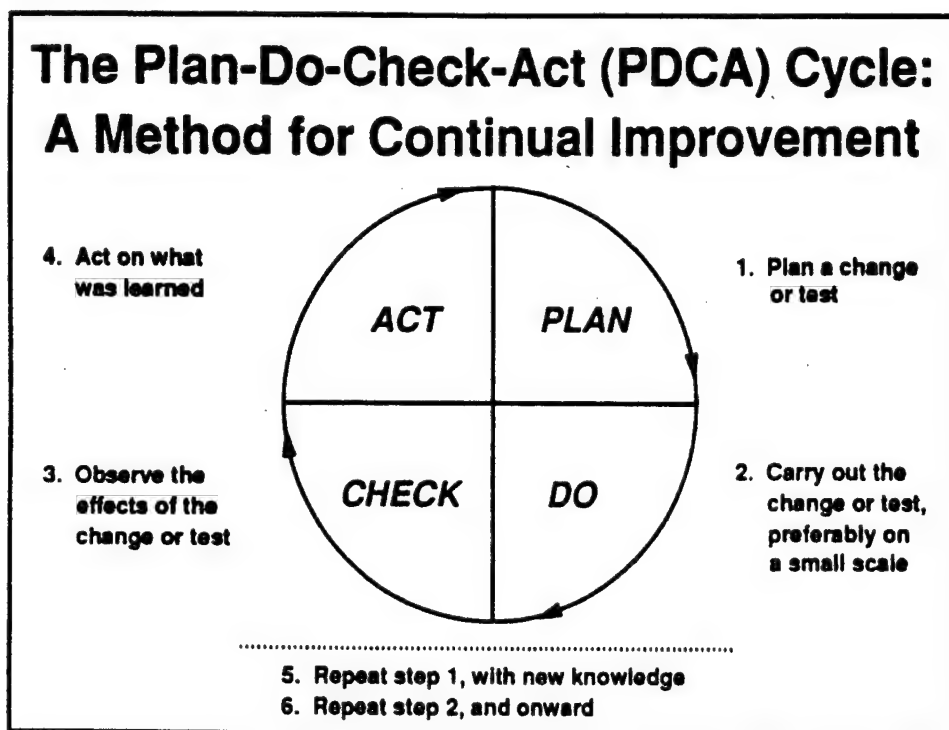 The Plan-Do-Check-Act (PDCA) Cycle:
A Method for Continual Improvement
4. Act on what
was learned
ACT
PLAN
1. Plan a change
or test
3. Observe the
effects of the
change or test
CHECK
DO
2. Carry out the
change or test,
preferably on
a small scale
5. Repeat step 1, with new knowledge
6. Repeat step 2, and onward